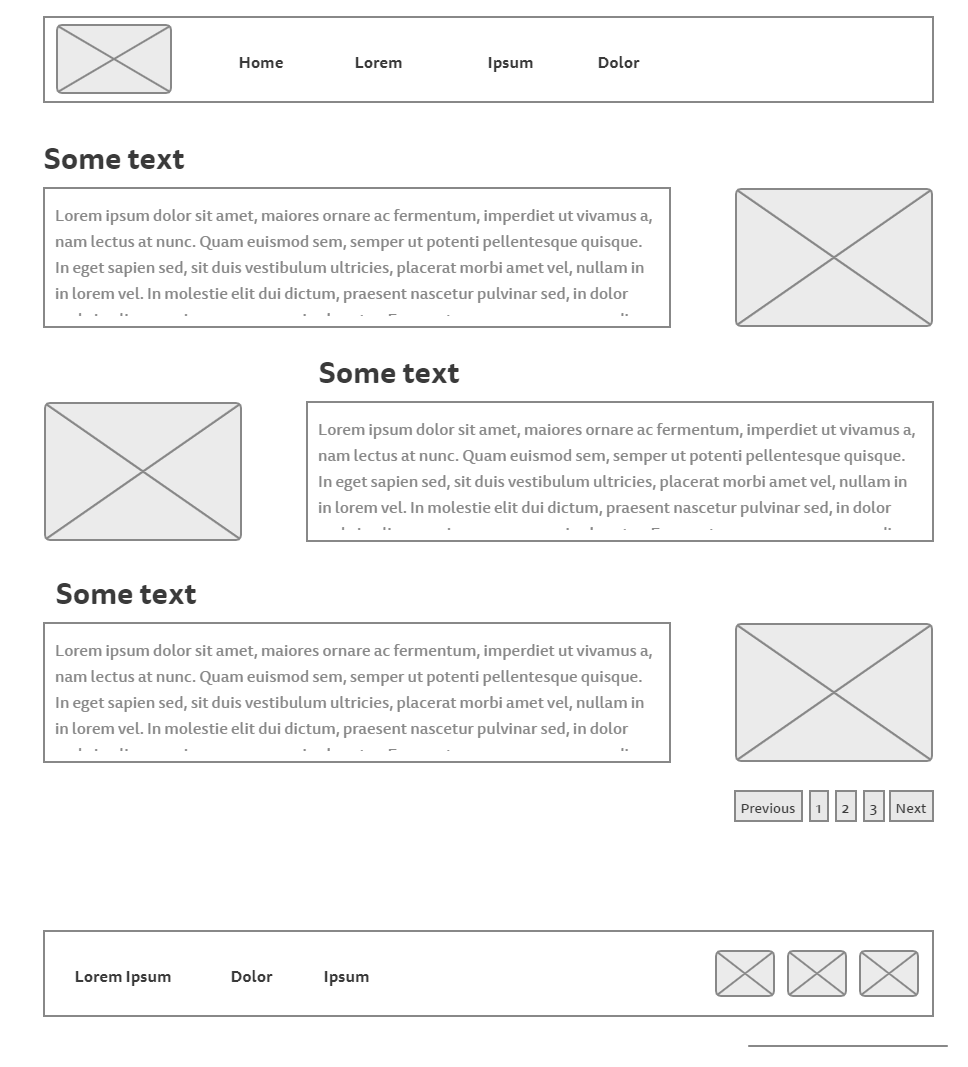 Home Lorem Ipsum Dolor
Some text
Lorem ipsum dolor sit amet, maiores ornare ac fermentum, imperdiet ut vivamus a,
nam lectus at nunc. Quam euismod sem, semper ut potenti pellentesque quisque.
In eget sapien sed, sit duis vestibulum ultricies, placerat morbi amet vel, nullam in
in lorem vel. In molestie elit dui dictum, praesent nascetur pulvinar sed, in dolor
Some text
Lorem ipsum dolor sit amet, maiores ornare ac fermentum, imperdiet ut vivamus a,
nam lectus at nunc. Quam euismod sem, semper ut potenti pellentesque quisque.
In eget sapien sed, sit duis vestibulum ultricies, placerat morbi amet vel, nullam in
in lorem vel. In molestie elit dui dictum, praesent nascetur pulvinar sed, in dolor
Some text
Lorem ipsum dolor sit amet, maiores ornare ac fermentum, imperdiet ut vivamus a,
nam lectus at nunc. Quam euismod sem, semper ut potenti pellentesque quisque.
In eget sapien sed, sit duis vestibulum ultricies, placerat morbi amet vel, nullam in
in lorem vel. In molestie elit dui dictum, praesent nascetur pulvinar sed, in dolor
Previous 1 2 3 Next
Lorem Ipsum Dolor Ipsum